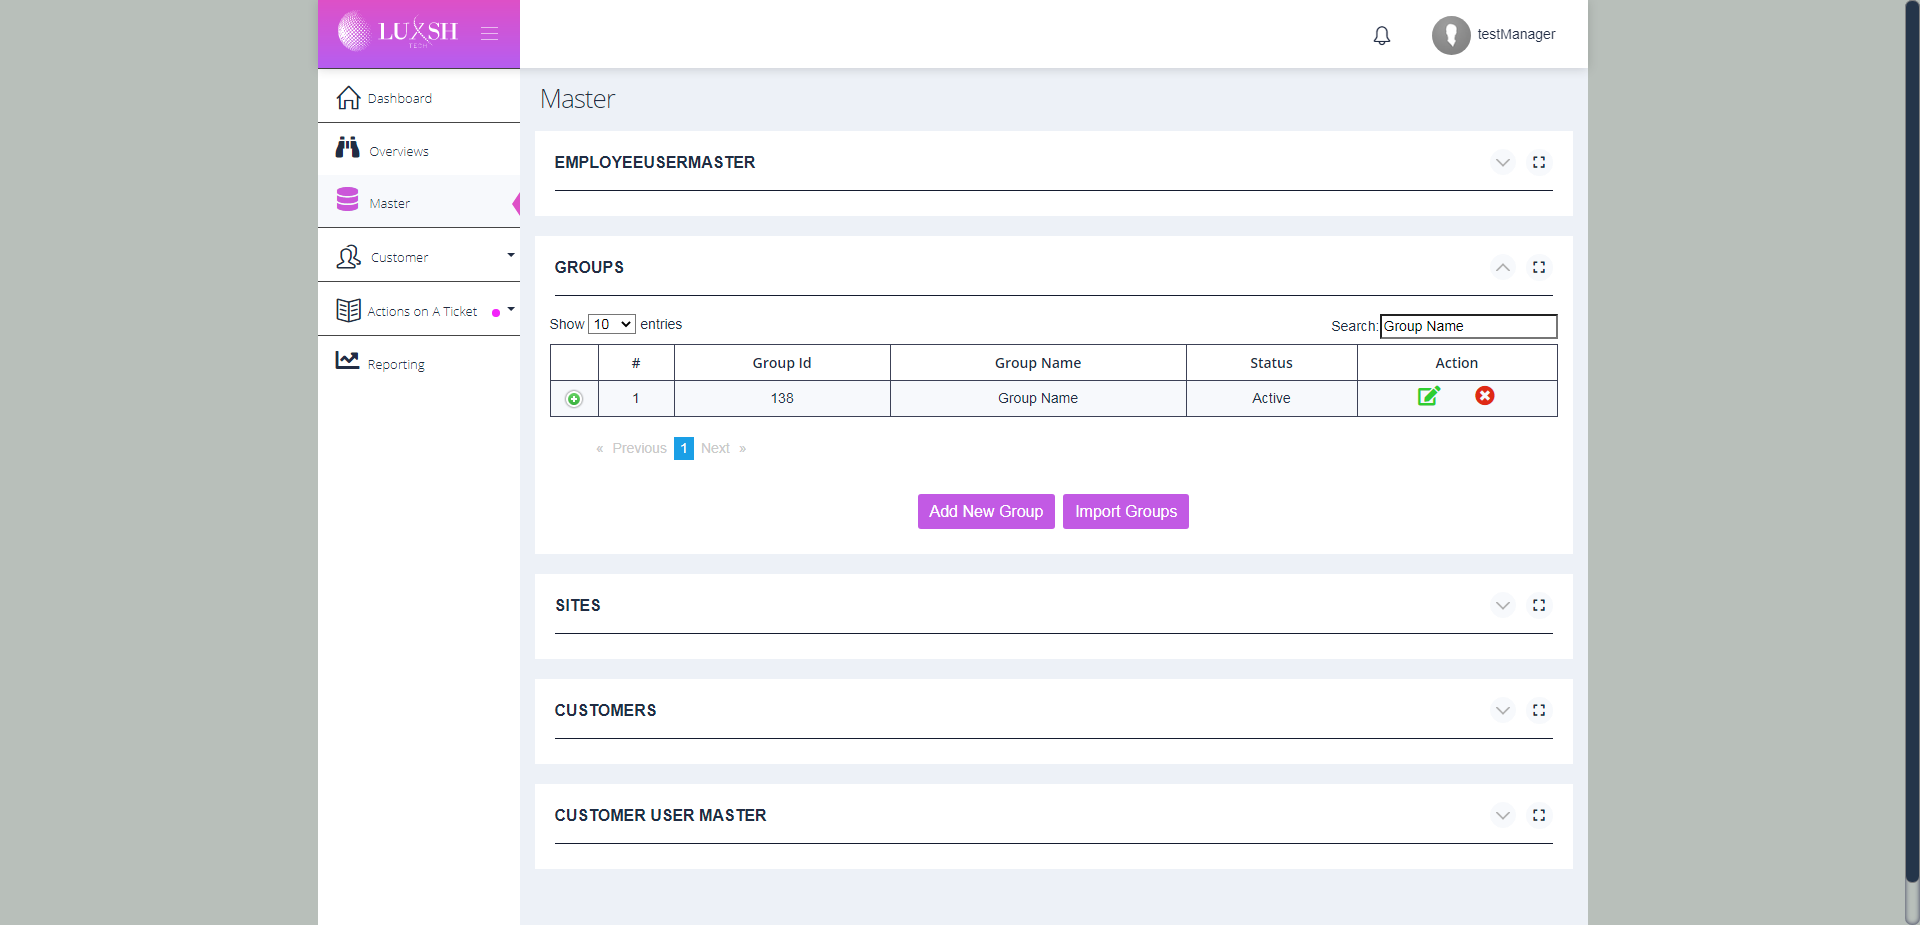 LUXSH
TECH
testManager
Dashboard
Overviews
Master
Customer
Actions on A Ticket
Reporting
Master
EMPLOYEEUSERMASTER
GROUPS
Show 10 entries
Search: Group Name
# Group Id Group Name Status Action
1 138 Group Name Active
« Previous 1 Next »
Add New Group Import Groups
SITES
CUSTOMERS
CUSTOMER USER MASTER